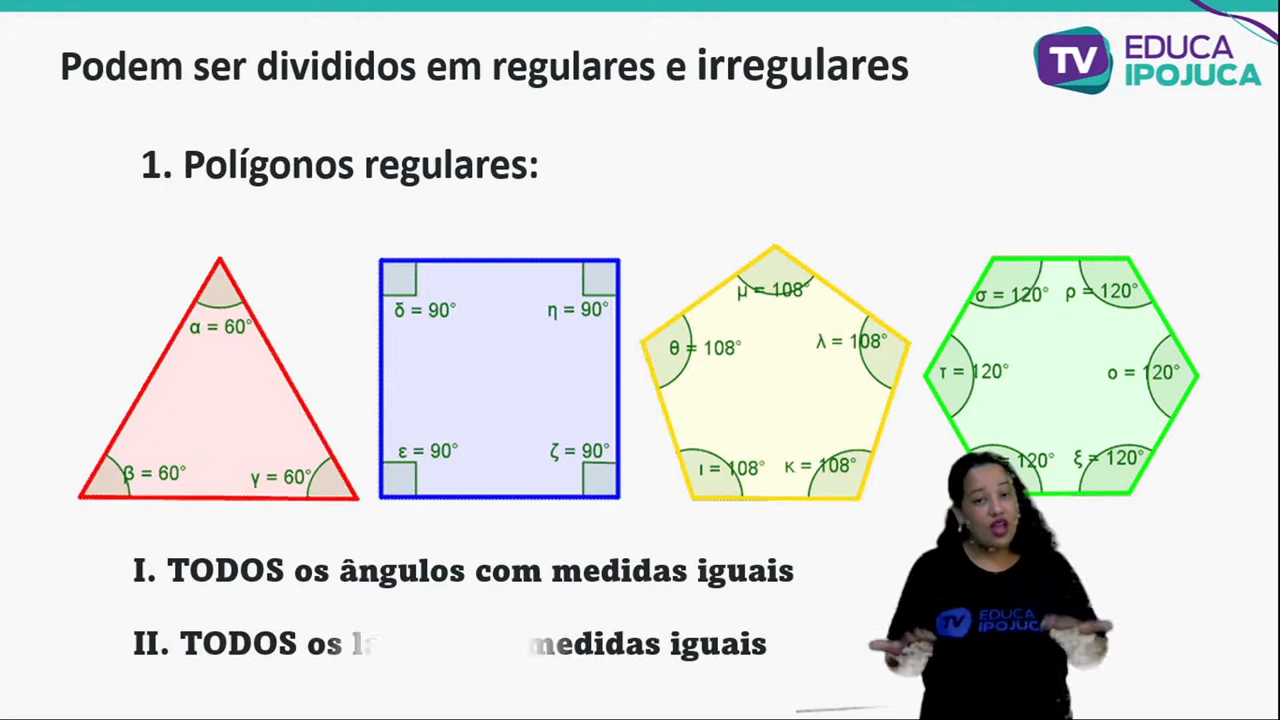 Podem ser divididos em regulares e irregulares
TV EDUCA
IPOJUCA
1. Polígonos regulares:
α = 60°
β = 60°
γ = 60°
δ = 90°
η = 90°
ε = 90°
ζ = 90°
μ = 108°
θ = 108°
λ = 108°
ι = 108°
κ = 108°
σ = 120°
ρ = 120°
τ = 120°
ο = 120°
= 120°
ξ = 120°
I. TODOS os ângulos com medidas iguais
II. TODOS os medidas iguais
TV EDUCA
IPOJUCA